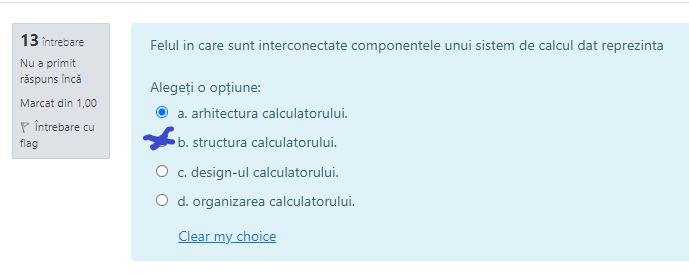 13 întrebare
Nu a primit
răspuns încă
Marcat din 1,00
Întrebare cu
flag
Felul in care sunt interconectate componentele unui sistem de calcul dat reprezinta
Alegeți o opțiune:
a. arhitectura calculatorului.
b. structura calculatorului.
c. design-ul calculatorului.
d. organizarea calculatorului.
Clear my choice